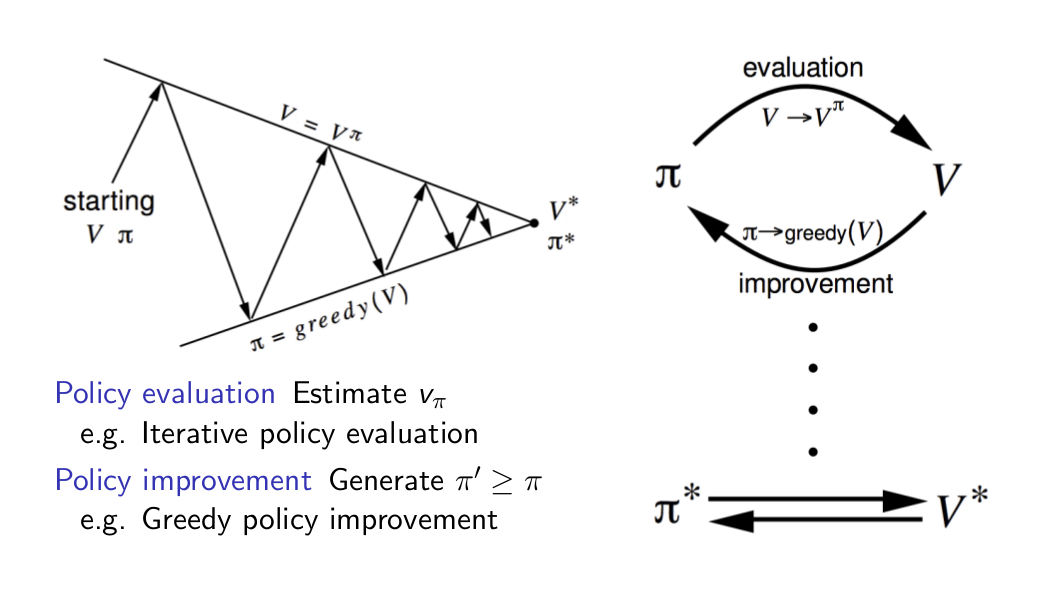 V = Vπ
starting
V π
V*
π*
π = greedy(V)
evaluation
V → Vπ
π V
π→greedy(V)
improvement
Policy evaluation Estimate vπ
e.g. Iterative policy evaluation
Policy improvement Generate π′ ≥ π
e.g. Greedy policy improvement
π* V*